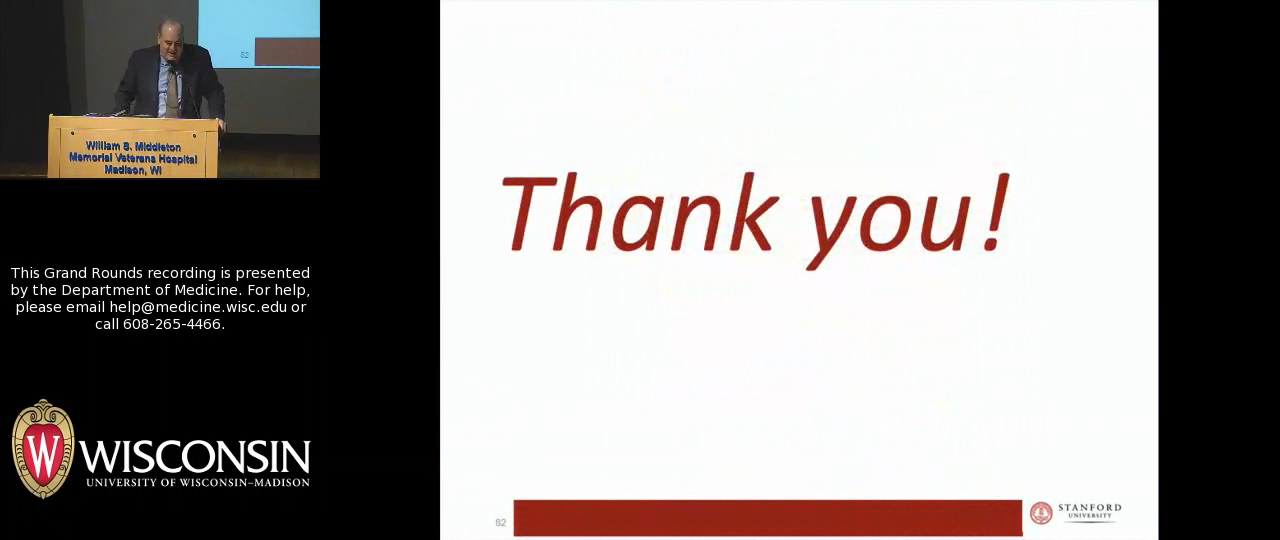 82
William S. Middleton
Memorial Veterans Hospital
Madison, WI
This Grand Rounds recording is presented
by the Department of Medicine. For help,
please email help@medicine.wisc.edu or
call 608-265-4466.
W WISCONSIN
UNIVERSITY OF WISCONSIN–MADISON
Thank you!
82
STANFORD
UNIVERSITY